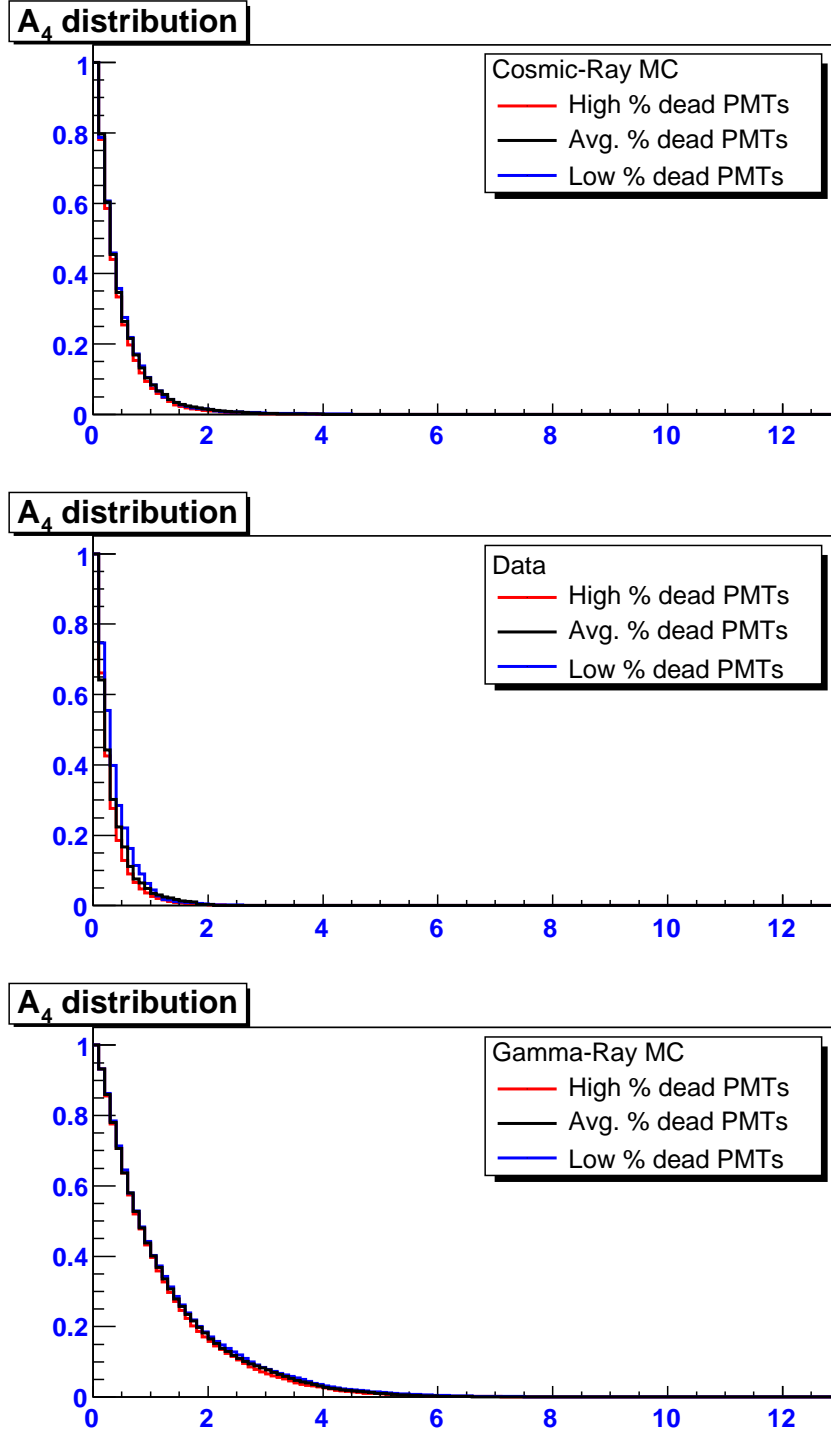 A₄ distribution
1
Cosmic-Ray MC
High % dead PMTs
0.8
Avg. % dead PMTs
Low % dead PMTs
0.6
0.4
0.2
0
0 2 4 6 8 10 12
A₄ distribution
1
Data
High % dead PMTs
0.8
Avg. % dead PMTs
Low % dead PMTs
0.6
0.4
0.2
0
0 2 4 6 8 10 12
A₄ distribution
1
Gamma-Ray MC
High % dead PMTs
0.8
Avg. % dead PMTs
Low % dead PMTs
0.6
0.4
0.2
0
0 2 4 6 8 10 12